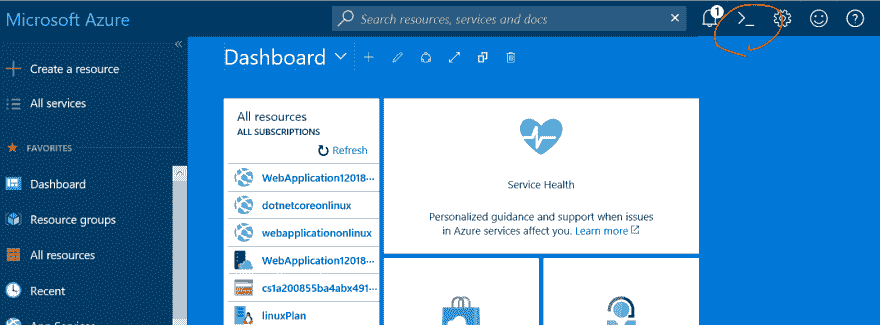 Microsoft Azure
Search resources, services and docs
1
Create a resource
All services
FAVORITES
Dashboard
Resource groups
All resources
Recent
App Services
Dashboard
All resources
ALL SUBSCRIPTIONS
Refresh
WebApplication12018···
dotnetcoreonlinux
webapplicationonlinux
WebApplication12018···
cs1a200855ba4abx491···
linuxPlan
Service Health
Personalized guidance and support when issues
in Azure services affect you. Learn more